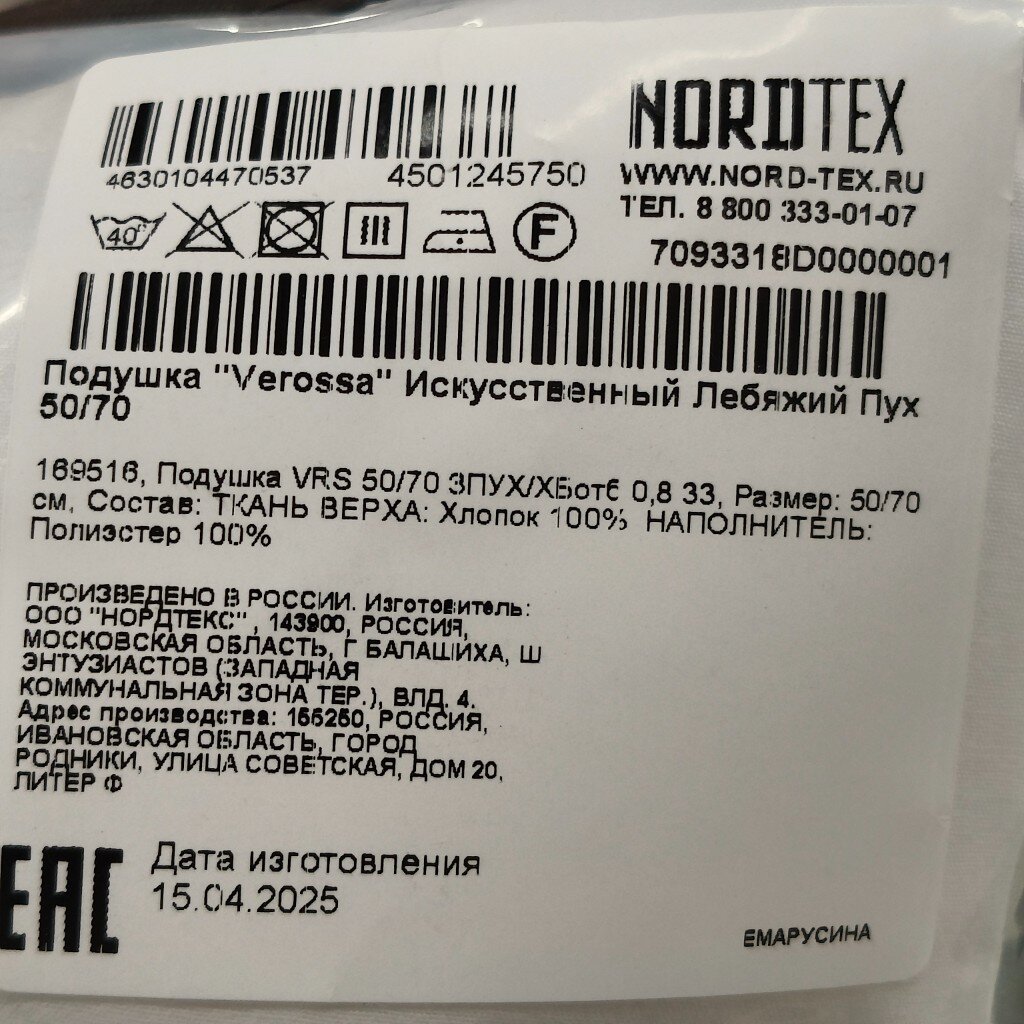 NORDTEX
4630104470537 4501245750
WWW.NORD-TEX.RU
ТЕЛ. 8 800 333-01-07
40° F
7093318D0000001
Подушка "Verossa" Искусственный Лебяжий Пух
50/70
169516, Подушка VRS 50/70 ЗПУХ/ХБотб 0,8 33, Размер: 50/70
см, Состав: ТКАНЬ ВЕРХА: Хлопок 100% НАПОЛНИТЕЛЬ:
Полиэстер 100%
ПРОИЗВЕДЕНО В РОССИИ. Изготовитель:
ООО "НОРДТЕКС" , 143900, РОССИЯ,
МОСКОВСКАЯ ОБЛАСТЬ, Г БАЛАШИХА, Ш
ЭНТУЗИАСТОВ (ЗАПАДНАЯ
КОММУНАЛЬНАЯ ЗОНА ТЕР.), ВЛД. 4.
Адрес производства: 155250, РОССИЯ,
ИВАНОВСКАЯ ОБЛАСТЬ, ГОРОД
РОДНИКИ, УЛИЦА СОВЕТСКАЯ, ДОМ 20,
ЛИТЕР Ф
EAC
Дата изготовления
15.04.2025
ЕМАРУСИНА